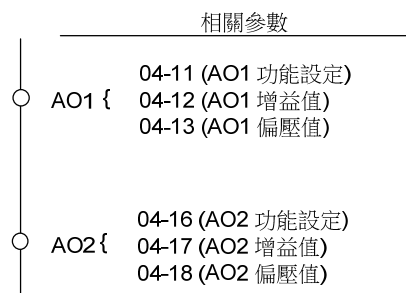 相關參數
04-11 (AO1 功能設定)
AO1 { 04-12 (AO1 增益值)
04-13 (AO1 偏壓值)
04-16 (AO2 功能設定)
AO2 { 04-17 (AO2 增益值)
04-18 (AO2 偏壓值)